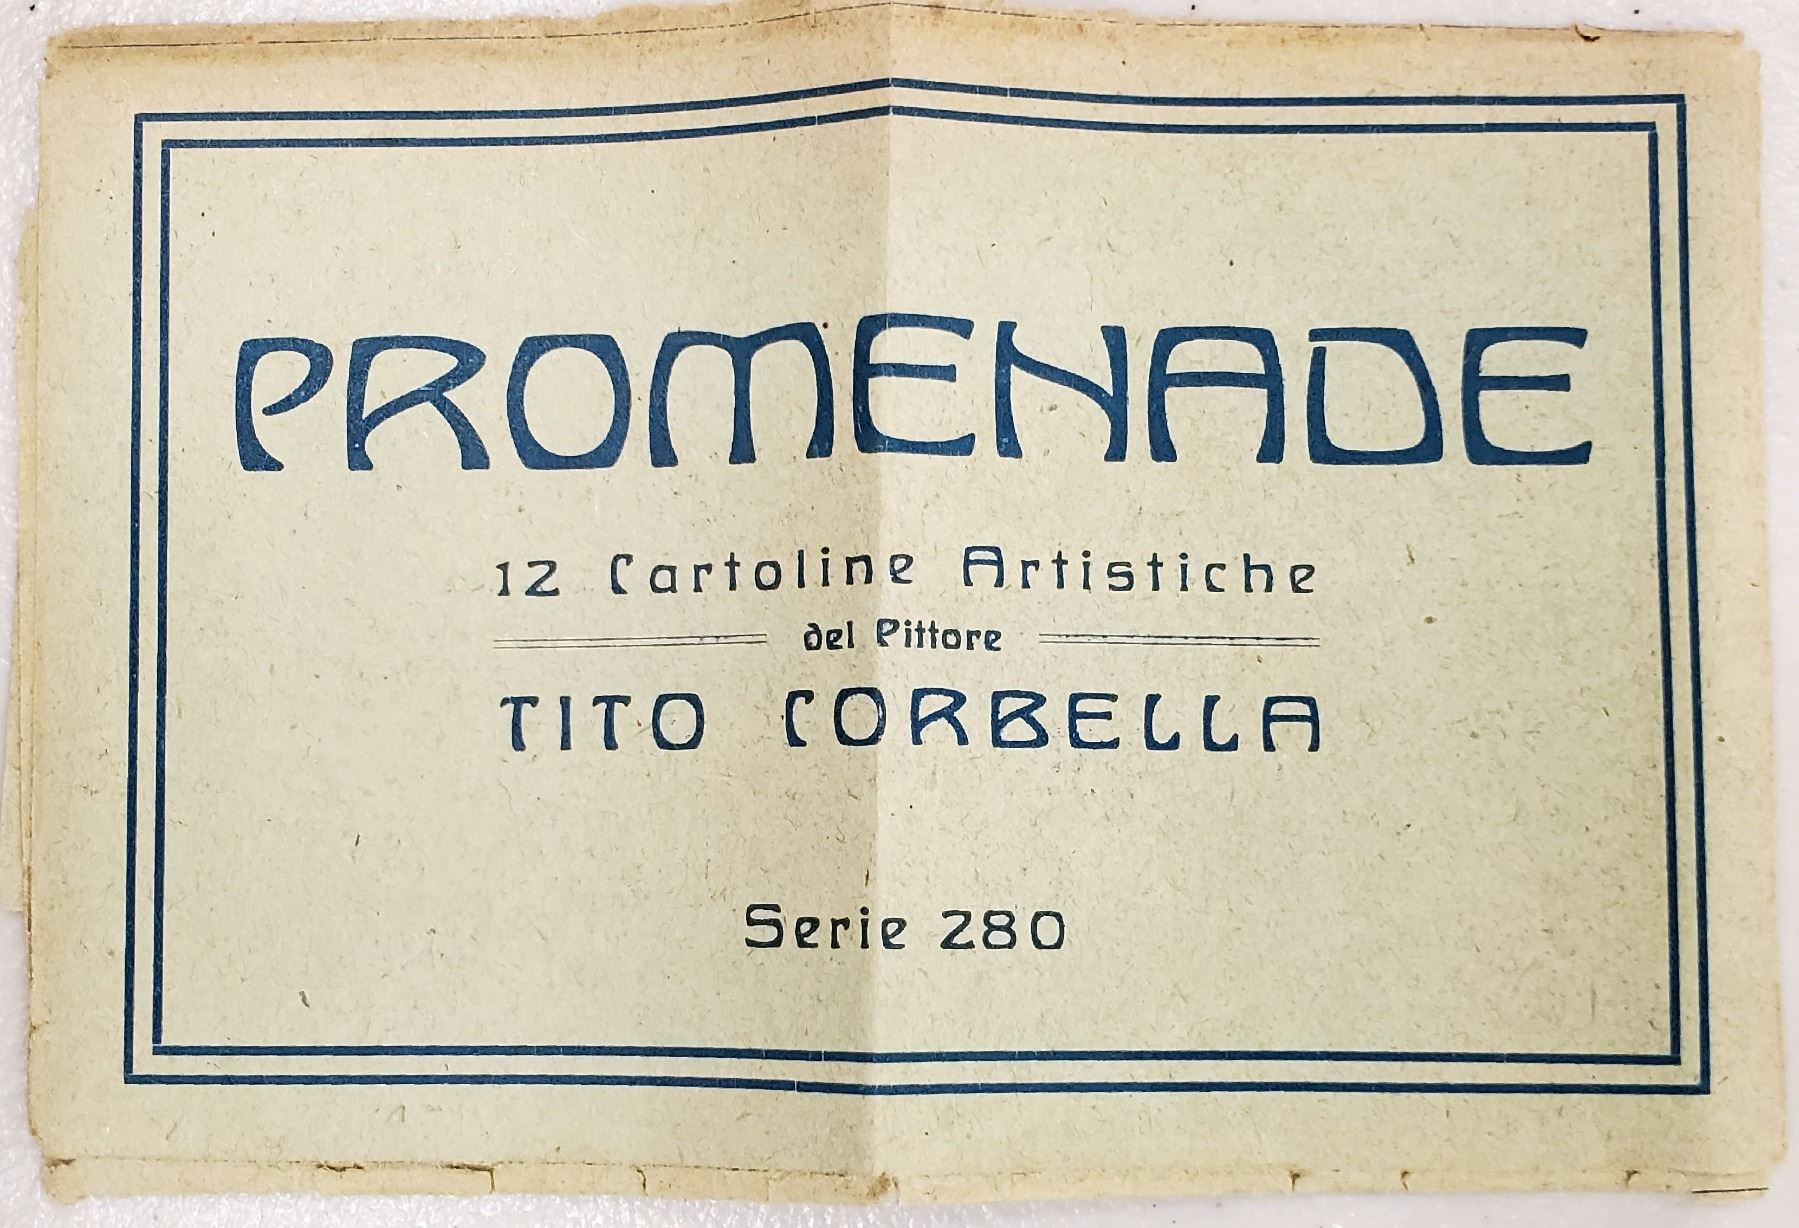 PROMENADE
12 Cartoline Artistiche
del Pittore
TITO CORBELLA
Serie 280